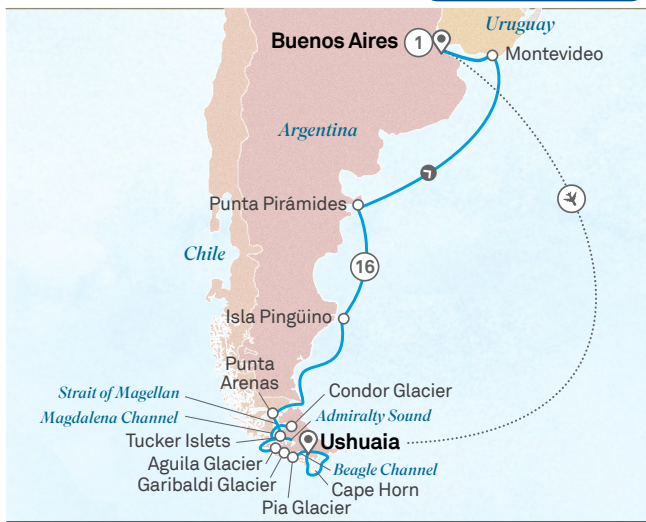 Uruguay
Buenos Aires 1
Montevideo
Argentina
Punta Pirámides
Chile
16
Isla Pingüino
Punta
Arenas
Strait of Magellan
Condor Glacier
Magdalena Channel
Admiralty Sound
Tucker Islets
Ushuaia
Aguila Glacier
Beagle Channel
Garibaldi Glacier
Cape Horn
Pia Glacier